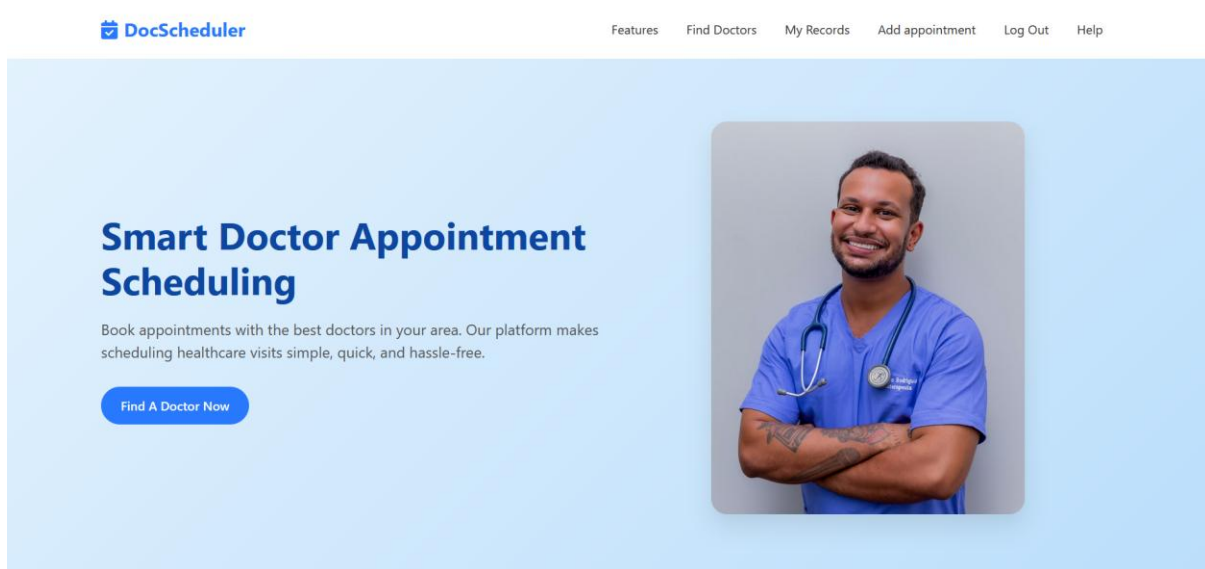 DocScheduler
Features Find Doctors My Records Add appointment Log Out Help
Smart Doctor Appointment
Scheduling
Book appointments with the best doctors in your area. Our platform makes
scheduling healthcare visits simple, quick, and hassle-free.
Find A Doctor Now